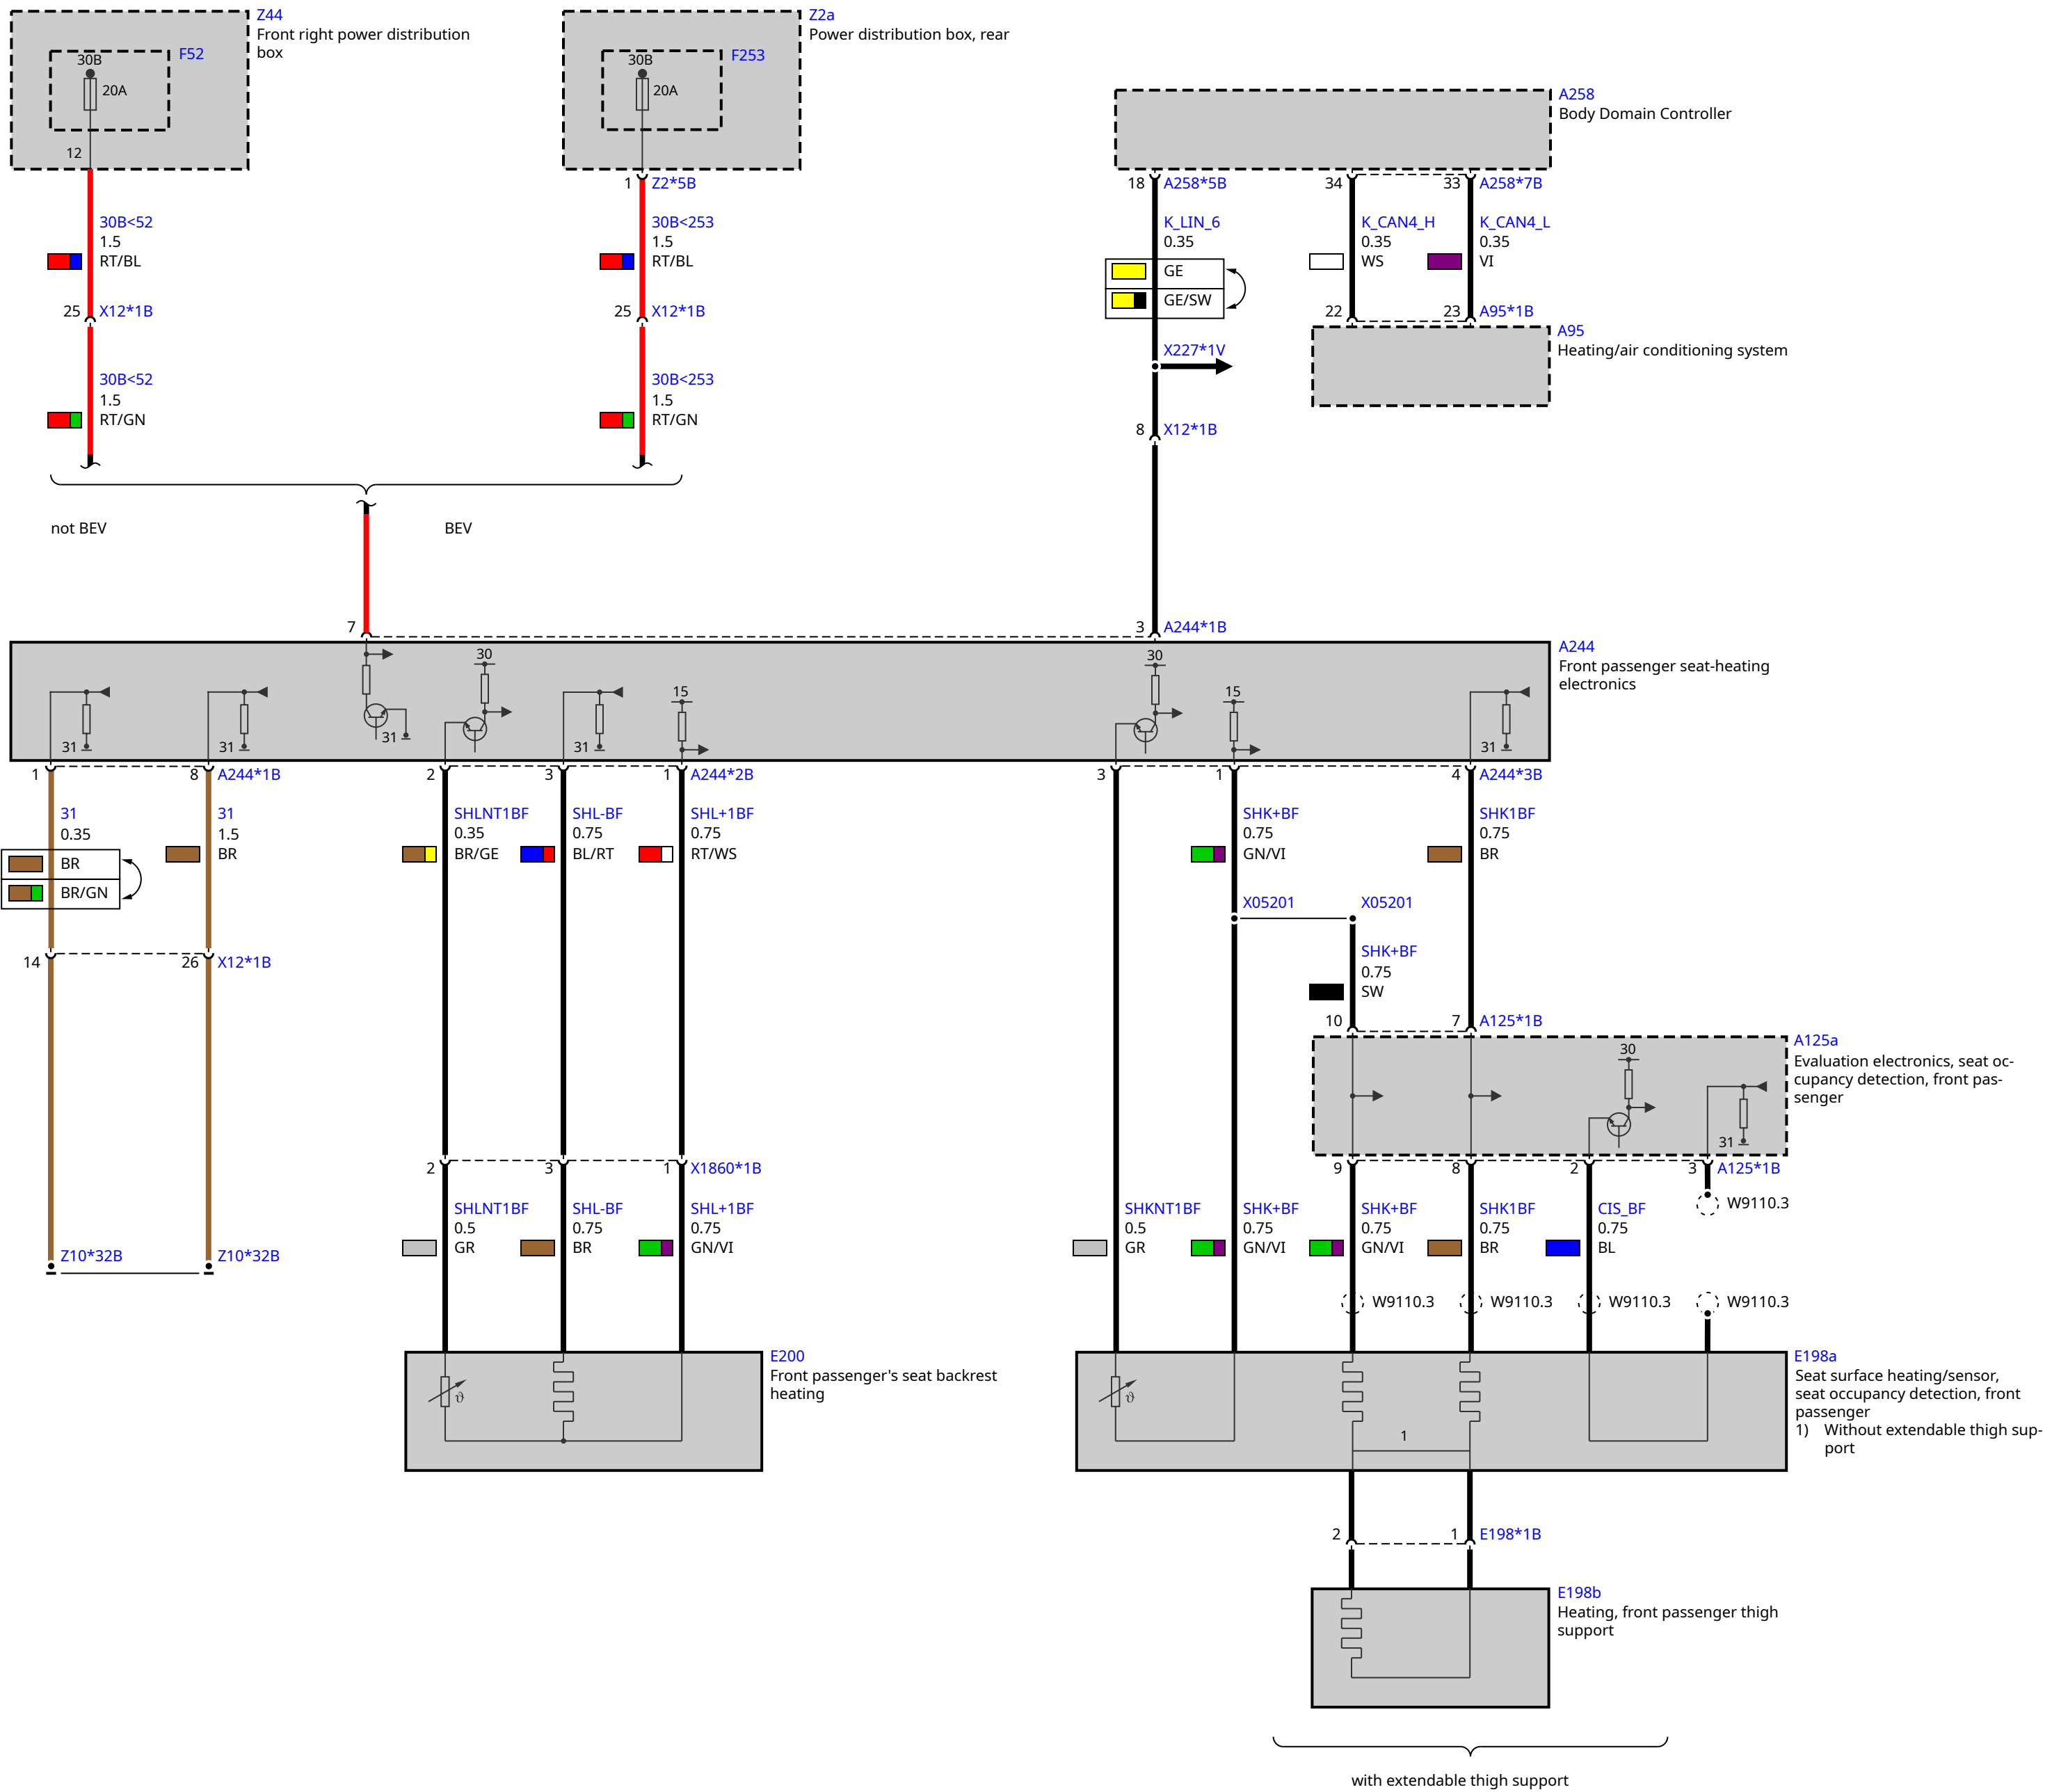 Z44
Front right power distribution
box
F52
30B
20A
12
Z2a
Power distribution box, rear
F253
30B
20A
A258
Body Domain Controller
1 Z2*5B
18 A258*5B
34
33 A258*7B
30B<52
1.5
RT/BL
30B<253
1.5
RT/BL
K_LIN_6
0.35
GE
GE/SW
K_CAN4_H
0.35
WS
K_CAN4_L
0.35
VI
25 X12*1B
25 X12*1B
22
23 A95*1B
A95
Heating/air conditioning system
X227*1V
30B<52
1.5
RT/GN
30B<253
1.5
RT/GN
8 X12*1B
not BEV
BEV
7
3 A244*1B
A244
Front passenger seat-heating
electronics
31
31
31
30
31
15
30
15
31
1
8 A244*1B
2
3
1 A244*2B
3
1
4 A244*3B
31
0.35
BR
BR/GN
31
1.5
BR
SHLNT1BF
0.35
BR/GE
SHL-BF
0.75
BL/RT
SHL+1BF
0.75
RT/WS
SHK+BF
0.75
GN/VI
SHK1BF
0.75
BR
X05201
X05201
SHK+BF
0.75
SW
14
26 X12*1B
10
7 A125*1B
A125a
Evaluation electronics, seat oc-
cupancy detection, front pas-
senger
30
31
2
3
1 X1860*1B
9
8
2
3 A125*1B
W9110.3
SHLNT1BF
0.5
GR
SHL-BF
0.75
BR
SHL+1BF
0.75
GN/VI
SHKNT1BF
0.5
GR
SHK+BF
0.75
GN/VI
SHK+BF
0.75
GN/VI
SHK1BF
0.75
BR
CIS_BF
0.75
BL
Z10*32B
Z10*32B
W9110.3
W9110.3
W9110.3
W9110.3
E200
Front passenger's seat backrest
heating
ϑ
ϑ
1
E198a
Seat surface heating/sensor,
seat occupancy detection, front
passenger
1) Without extendable thigh sup-
port
2
1 E198*1B
E198b
Heating, front passenger thigh
support
with extendable thigh support